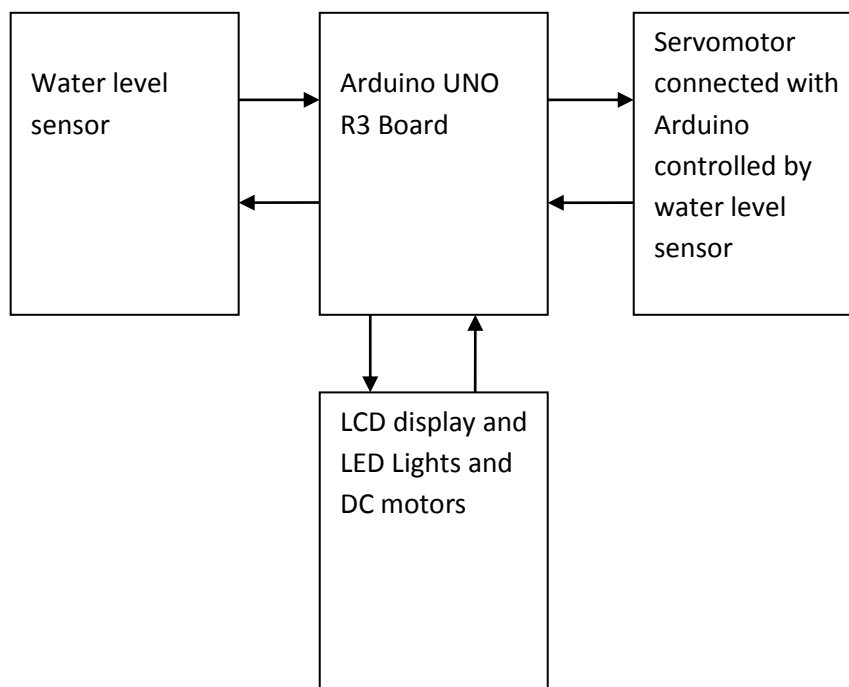 Water level
sensor
Arduino UNO
R3 Board
Servomotor
connected with
Arduino
controlled by
water level
sensor
LCD display and
LED Lights and
DC motors